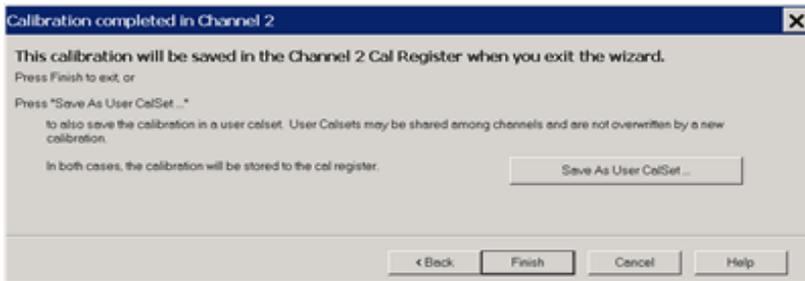 Calibration completed in Channel 2
This calibration will be saved in the Channel 2 Cal Register when you exit the wizard.
Press Finish to exit, or
Press "Save As User CalSet..."
to also save the calibration in a user calset. User Calsets may be shared among channels and are not overwritten by a new
calibration.
In both cases, the calibration will be stored to the cal register.
Save As User CalSet...
< Back
Finish
Cancel
Help